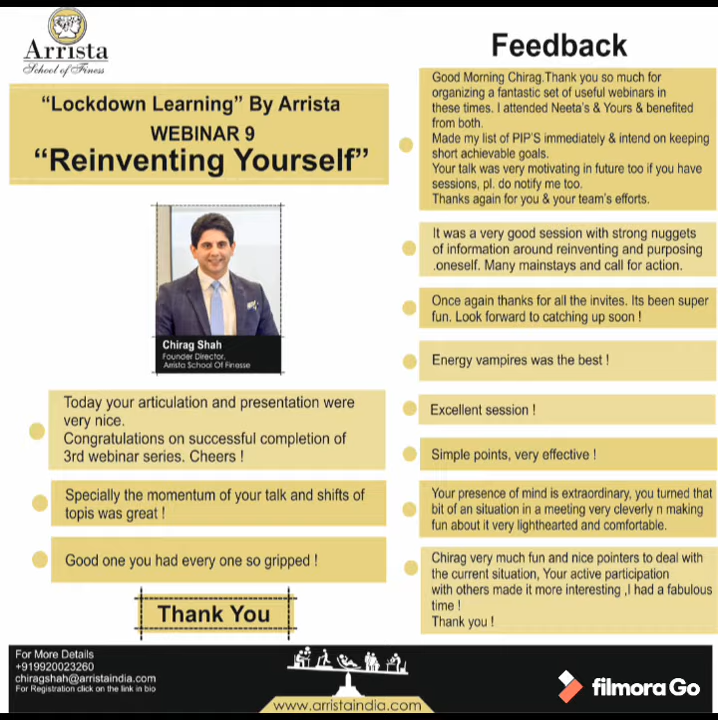 Arrista
School of Finess
"Lockdown Learning" By Arrista
WEBINAR 9
"Reinventing Yourself"
Chirag Shah
Founder Director,
Arrista School Of Finesse
Today your articulation and presentation were
very nice.
Congratulations on successful completion of
3rd webinar series. Cheers !
Specially the momentum of your talk and shifts of
topis was great !
Good one you had every one so gripped !
Thank You
Feedback
Good Morning Chirag.Thank you so much for
organizing a fantastic set of useful webinars in
these times. I attended Neeta's & Yours & benefited
from both.
Made my list of PIP'S immediately & intend on keeping
short achievable goals.
Your talk was very motivating in future too if you have
sessions, pl. do notify me too.
Thanks again for you & your team's efforts.
It was a very good session with strong nuggets
of information around reinventing and purposing
.oneself. Many mainstays and call for action.
Once again thanks for all the invites. Its been super
fun. Look forward to catching up soon !
Energy vampires was the best !
Excellent session !
Simple points, very effective !
Your presence of mind is extraordinary, you turned that
bit of an situation in a meeting very cleverly n making
fun about it very lighthearted and comfortable.
Chirag very much fun and nice pointers to deal with
the current situation, Your active participation
with others made it more interesting ,I had a fabulous
time !
Thank you !
For More Details
+919920023260
chiragshah@arristaindia.com
For Registration click on the link in bio
www.arristaindia.com
filmora Go